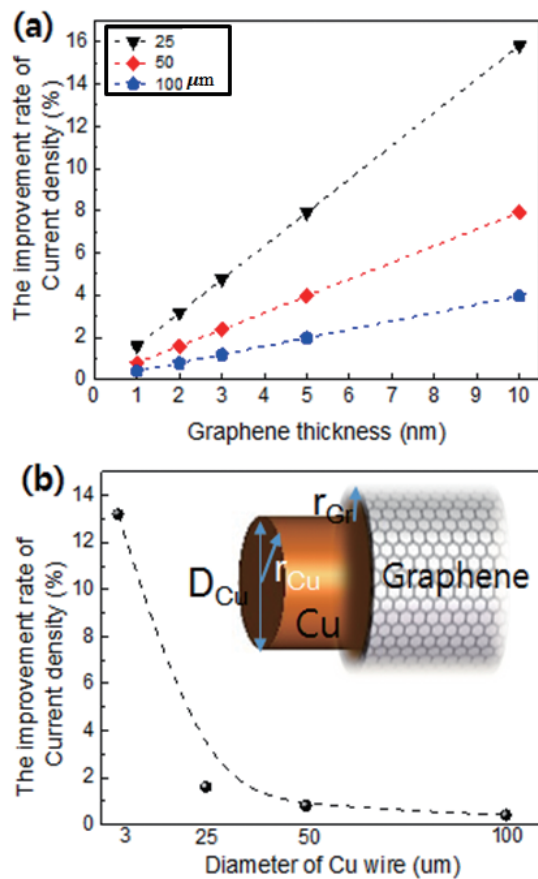 (a)
25
50
100 μm
The improvement rate of
Current density (%)
16
14
12
10
8
6
4
2
0
0 1 2 3 4 5 6 7 8 9 10
Graphene thickness (nm)
(b)
The improvement rate of
Current density (%)
14
12
10
8
6
4
2
0
r_Gr
r_Cu
D_Cu
Cu
Graphene
3 25 50 100
Diameter of Cu wire (um)